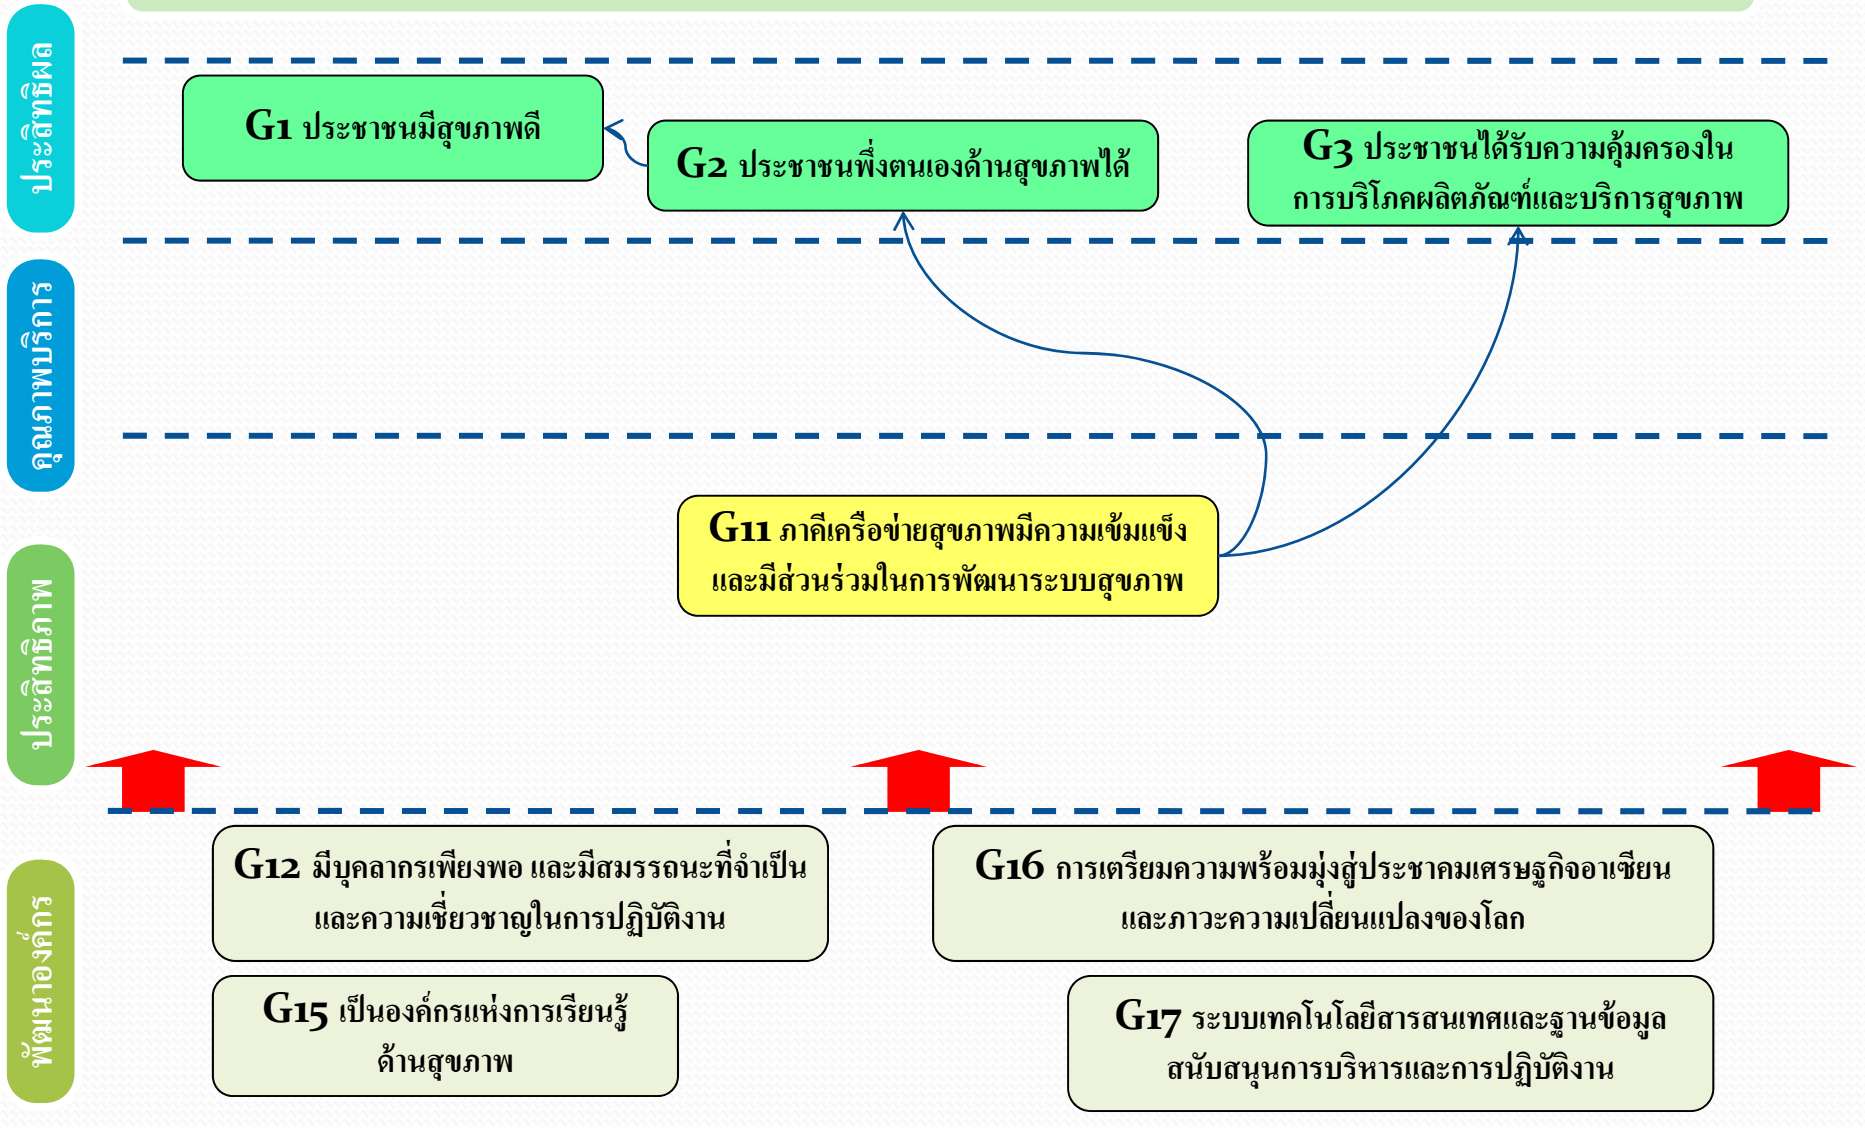 ประสิทธิผล
G1 ประชาชนมีสุขภาพดี
G2 ประชาชนพึ่งตนเองด้านสุขภาพได้
G3 ประชาชนได้รับความคุ้มครองใน
การบริโภคผลิตภัณฑ์และบริการสุขภาพ
คุณภาพบริการ
ประสิทธิภาพ
G11 ภาคีเครือข่ายสุขภาพมีความเข้มแข็ง
และมีส่วนร่วมในการพัฒนาระบบสุขภาพ
พัฒนาองค์กร
G12 มีบุคลากรเพียงพอ และมีสมรรถนะที่จำเป็น
และความเชี่ยวชาญในการปฏิบัติงาน
G16 การเตรียมความพร้อมมุ่งสู่ประชาคมเศรษฐกิจอาเซียน
และภาวะความเปลี่ยนแปลงของโลก
G15 เป็นองค์กรแห่งการเรียนรู้
ด้านสุขภาพ
G17 ระบบเทคโนโลยีสารสนเทศและฐานข้อมูล
สนับสนุนการบริหารและการปฏิบัติงาน